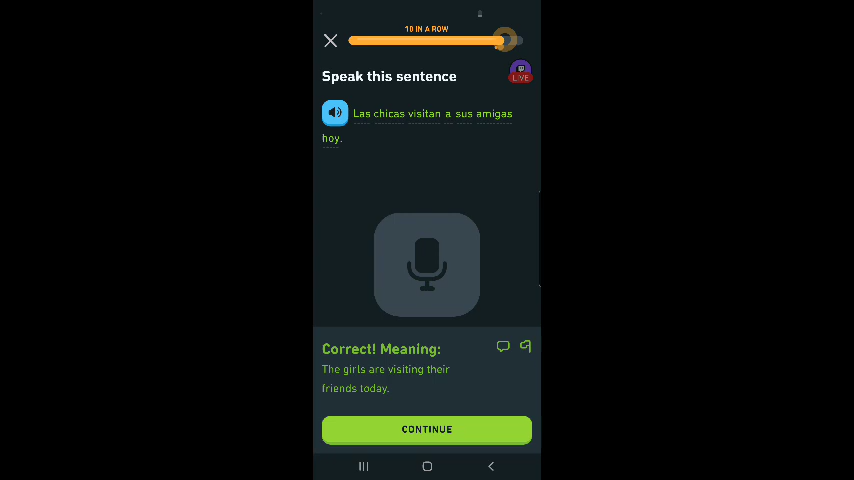 10 IN A ROW
Speak this sentence
LIVE
Las chicas visitan a sus amigas
hoy.
Correct! Meaning:
The girls are visiting their
friends today.
CONTINUE